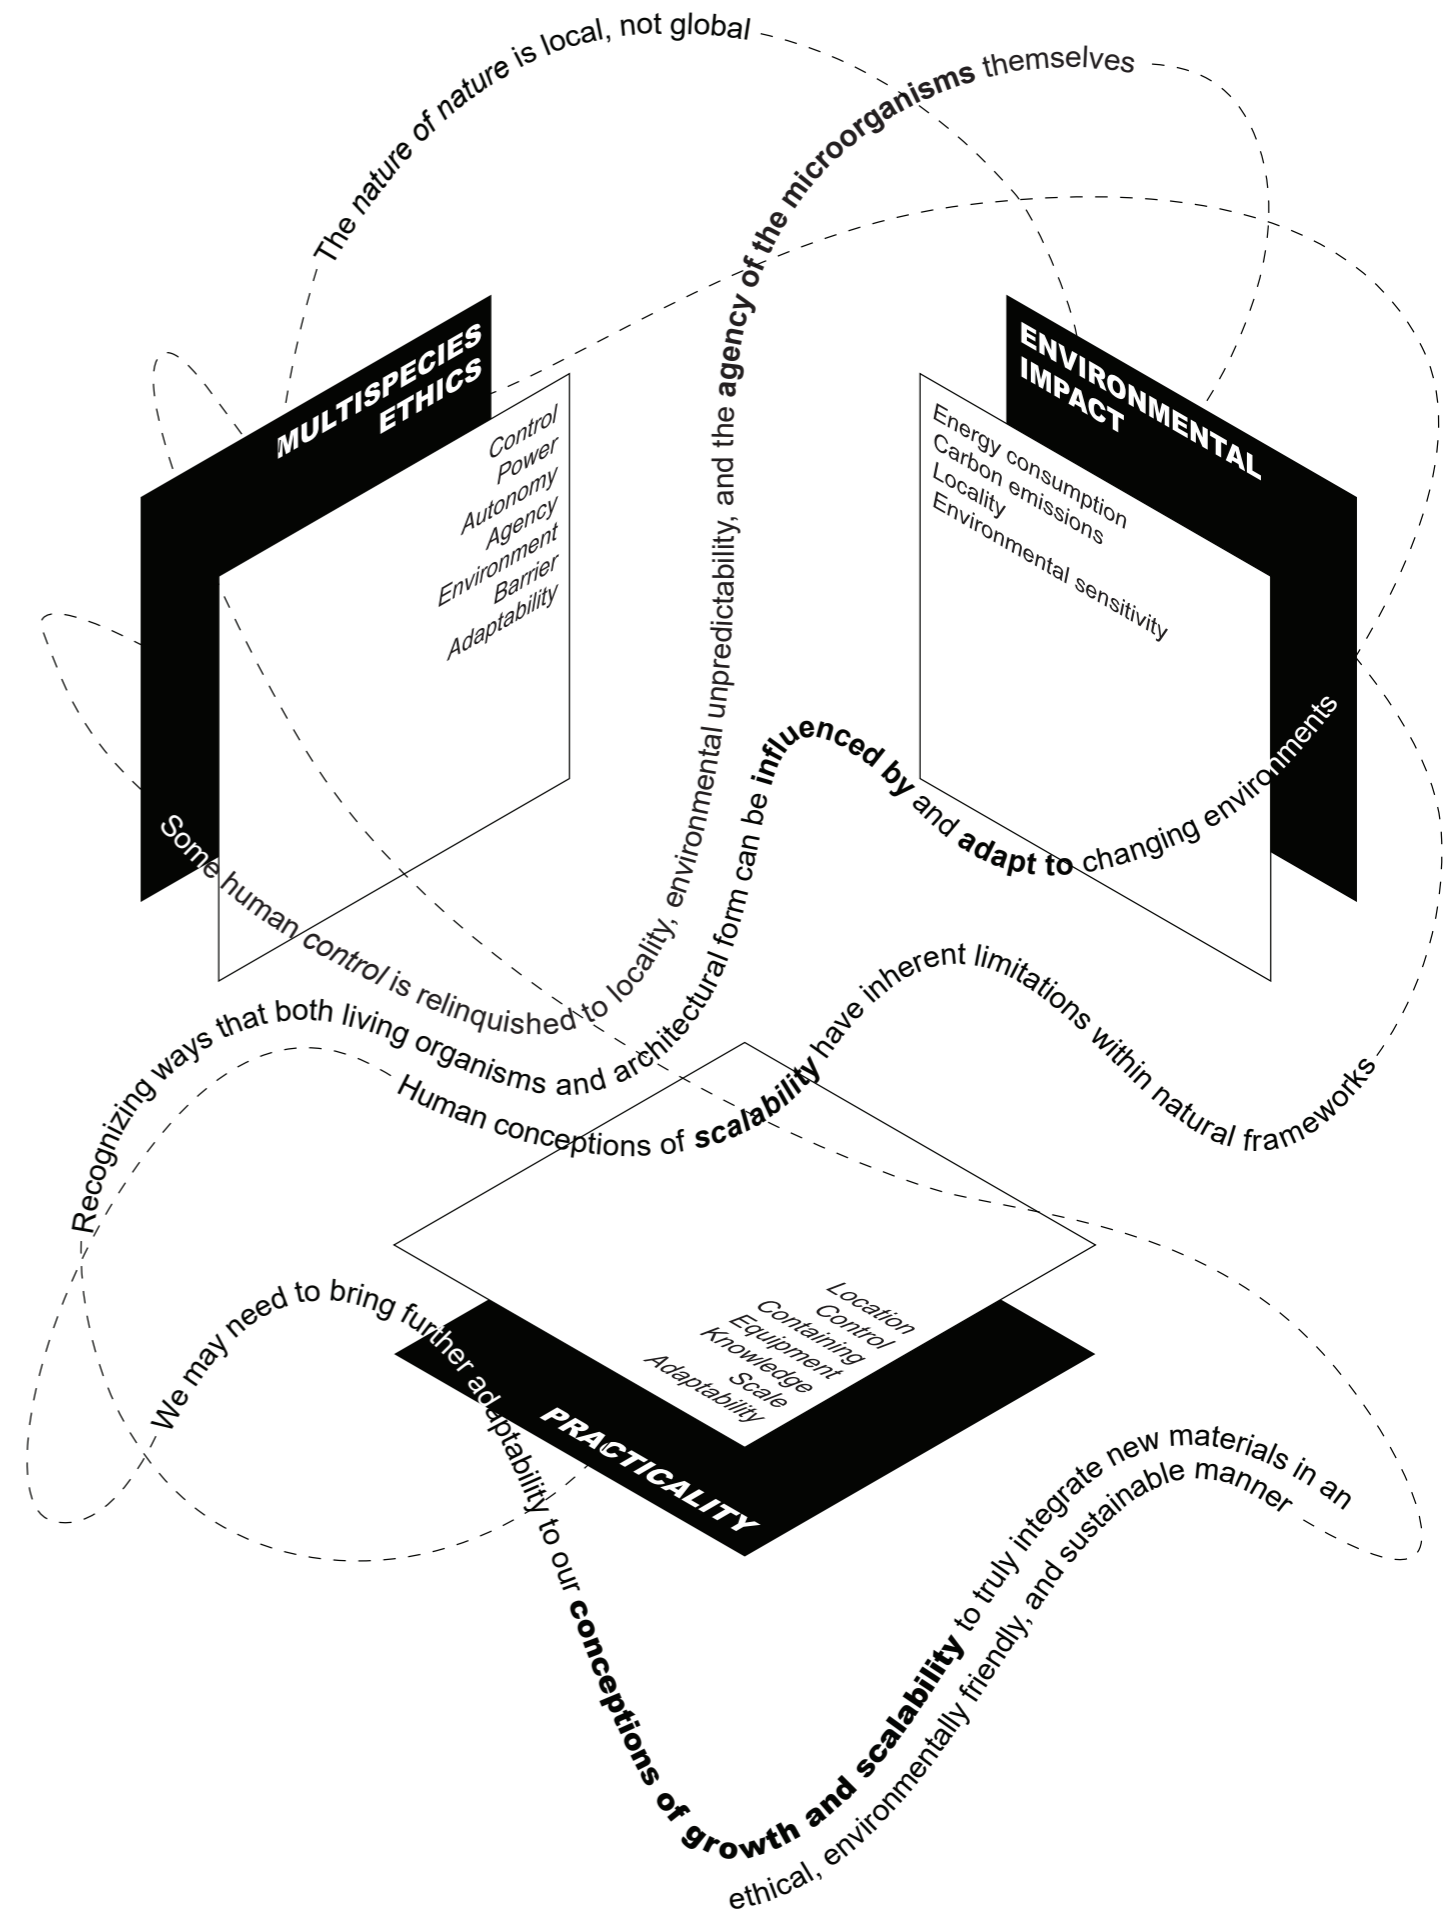 The nature of nature is local, not global
MULTISPECIES
ETHICS
Control
Power
Autonomy
Agency
Environment
Barrier
Adaptability
ENVIRONMENTAL
IMPACT
Energy consumption
Carbon emissions
Locality
Environmental sensitivity
Some human control is relinquished to locality, environmental unpredictability, and the agency of the microorganisms themselves
Recognizing ways that both living organisms and architectural form can be influenced by and adapt to changing environments
Human conceptions of scalability have inherent limitations within natural frameworks
Location
Control
Containing
Equipment
Knowledge
Scale
Adaptability
PRACTICALITY
We may need to bring further adaptability to our conceptions of growth and scalability to truly integrate new materials in an
ethical, environmentally friendly, and sustainable manner